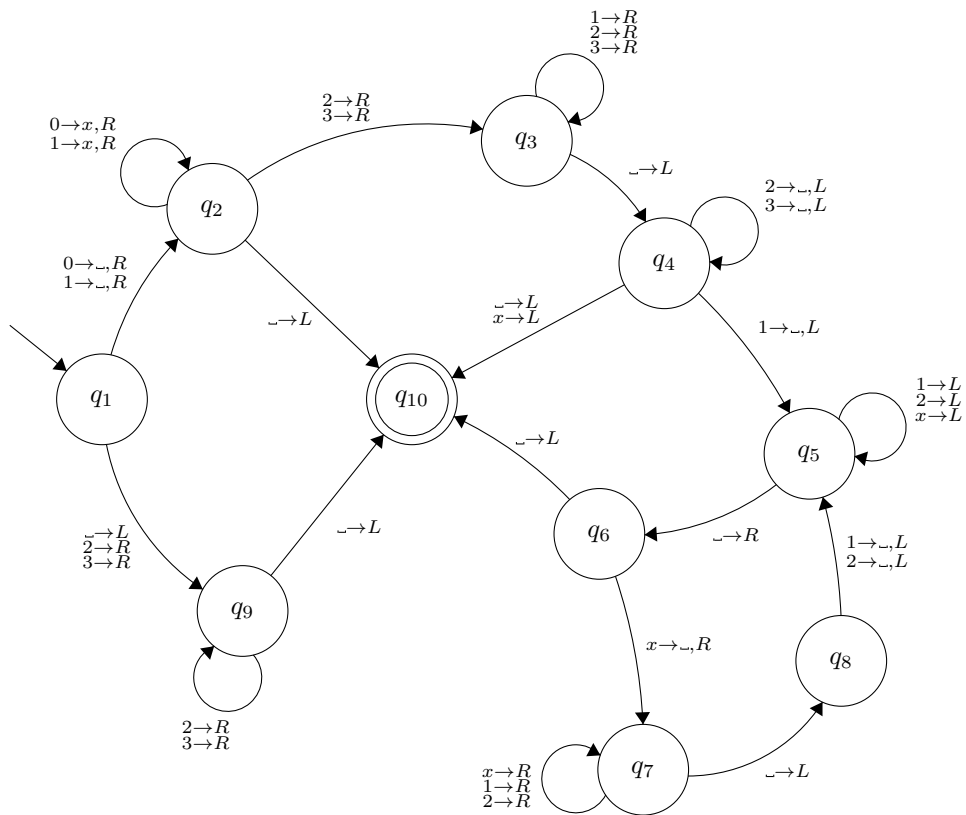 1→R
2→R
3→R
2→R
3→R
0→x,R
1→x,R
q3
␣→L
2→␣,L
3→␣,L
q2
q4
0→␣,R
1→␣,R
␣→L
␣→L
x→L
1→␣,L
q1
q10
1→L
2→L
x→L
␣→L
q5
␣→L
2→R
3→R
␣→L
q6
␣→R
1→␣,L
2→␣,L
q9
x→␣,R
q8
2→R
3→R
x→R
1→R
2→R
q7
␣→L